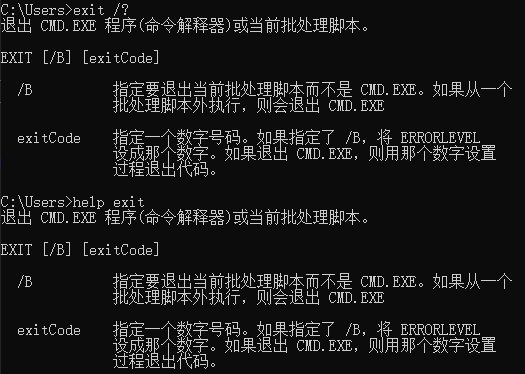 C:\Users>exit /?
退出 CMD.EXE 程序(命令解释器)或当前批处理脚本。
EXIT [/B] [exitCode]
/B 指定要退出当前批处理脚本而不是 CMD.EXE。如果从一个
批处理脚本外执行，则会退出 CMD.EXE
exitCode 指定一个数字号码。如果指定了 /B，将 ERRORLEVEL
设成那个数字。如果退出 CMD.EXE，则用那个数字设置
过程退出代码。
C:\Users>help exit
退出 CMD.EXE 程序(命令解释器)或当前批处理脚本。
EXIT [/B] [exitCode]
/B 指定要退出当前批处理脚本而不是 CMD.EXE。如果从一个
批处理脚本外执行，则会退出 CMD.EXE
exitCode 指定一个数字号码。如果指定了 /B，将 ERRORLEVEL
设成那个数字。如果退出 CMD.EXE，则用那个数字设置
过程退出代码。